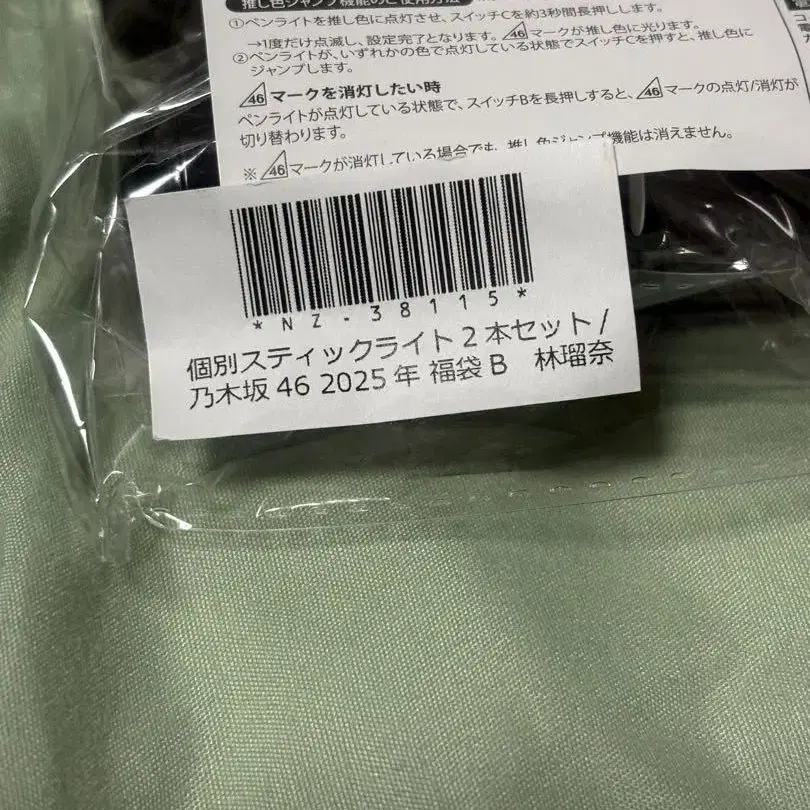 推し色ジャンプ機能のご使用方法
①ペンライトを推し色に点灯させ、スイッチCを約3秒間長押しします。
→1度だけ点滅し、設定完了となります。46マークが推し色に光ります。
②ペンライトが、いずれかの色で点灯している状態でスイッチCを押すと、推し色に
ジャンプします。
46マークを消灯したい時
ペンライトが点灯している状態で、スイッチBを長押しすると、46マークの点灯/消灯が
切り替わります。
※46マークが消灯している場合でも、推し色ジャンプ機能は消えません。
*NZ-38115*
個別スティックライト2本セット/
乃木坂46 2025年 福袋B 林瑠奈